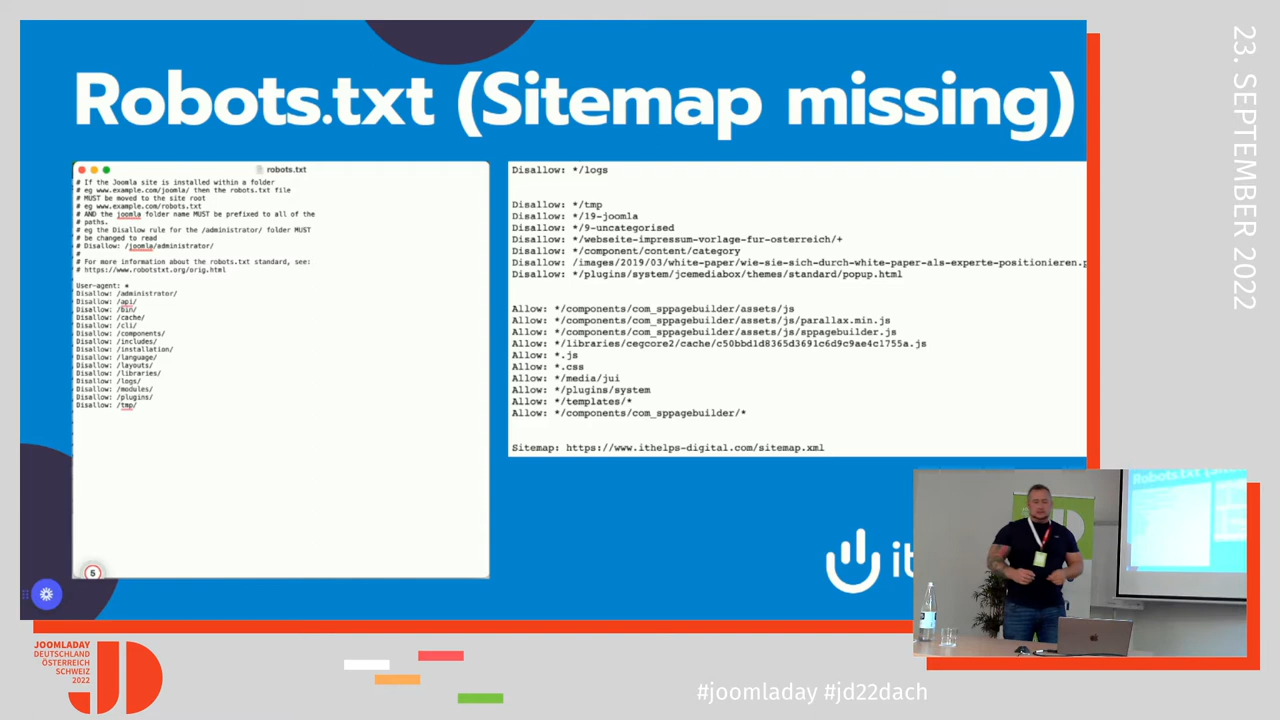 Robots.txt (Sitemap missing)
robots.txt
# If the Joomla site is installed within a folder
# eg www.example.com/joomla/ then the robots.txt file
# MUST be moved to the site root
# eg www.example.com/robots.txt
# AND the joomla folder name MUST be prefixed to all of the
# paths.
# eg the Disallow rule for the /administrator/ folder MUST
# be changed to read
# Disallow: /joomla/administrator/
#
# For more information about the robots.txt standard, see:
# https://www.robotstxt.org/orig.html
User-agent: *
Disallow: /administrator/
Disallow: /api/
Disallow: /bin/
Disallow: /cache/
Disallow: /cli/
Disallow: /components/
Disallow: /includes/
Disallow: /installation/
Disallow: /language/
Disallow: /layouts/
Disallow: /libraries/
Disallow: /logs/
Disallow: /modules/
Disallow: /plugins/
Disallow: /tmp/
5
Disallow: */logs
Disallow: */tmp
Disallow: */19-joomla
Disallow: */9-uncategorised
Disallow: */webseite-impressum-vorlage-fur-osterreich/+
Disallow: */component/content/category
Disallow: /images/2019/03/white-paper/wie-sie-sich-durch-white-paper-als-experte-positionieren.p
Disallow: */plugins/system/jcemediabox/themes/standard/popup.html
Allow: */components/com_sppagebuilder/assets/js
Allow: */components/com_sppagebuilder/assets/js/parallax.min.js
Allow: */components/com_sppagebuilder/assets/js/sppagebuilder.js
Allow: */libraries/cegcore2/cache/c50bbd1d8365d3691c6d9c9ae4c1755a.js
Allow: *.js
Allow: *.css
Allow: */media/jui
Allow: */plugins/system
Allow: */templates/*
Allow: */components/com_sppagebuilder/*
Sitemap: https://www.ithelps-digital.com/sitemap.xml
it
Robots.txt (Sit
23. SEPTEMBER 2022
JOOMLADAY
DEUTSCHLAND
ÖSTERREICH
SCHWEIZ
2022
JD
#joomladay #jd22dach